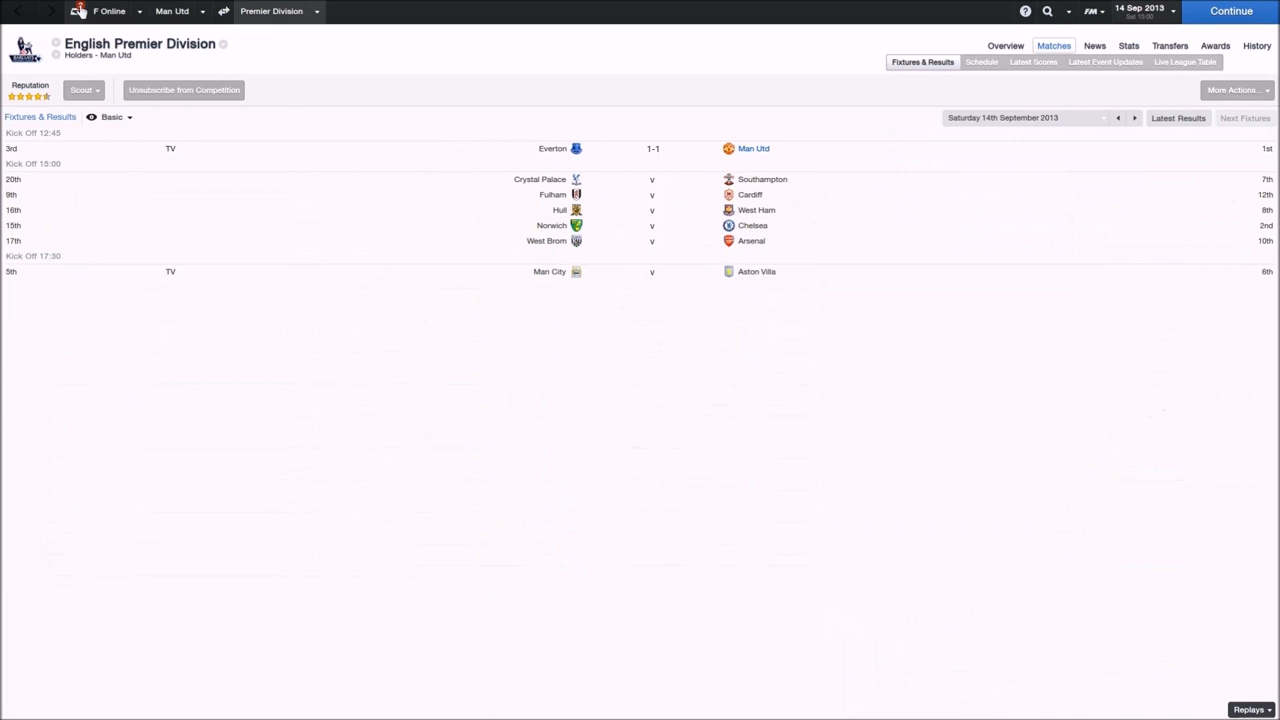 2
F Online
Man Utd
Premier Division
FM
14 Sep 2013
Sat 15:00
Continue
English Premier Division
Holders - Man Utd
Overview Matches News Stats Transfers Awards History
Fixtures & Results Schedule Latest Scores Latest Event Updates Live League Table
Reputation
Scout
Unsubscribe from Competition
More Actions...
Fixtures & Results Basic
Saturday 14th September 2013
Latest Results
Next Fixtures
Kick Off 12:45
3rd TV Everton 1-1 Man Utd 1st
Kick Off 15:00
20th Crystal Palace v Southampton 7th
9th Fulham v Cardiff 12th
16th Hull v West Ham 8th
15th Norwich v Chelsea 2nd
17th West Brom v Arsenal 10th
Kick Off 17:30
5th TV Man City v Aston Villa 6th
Replays